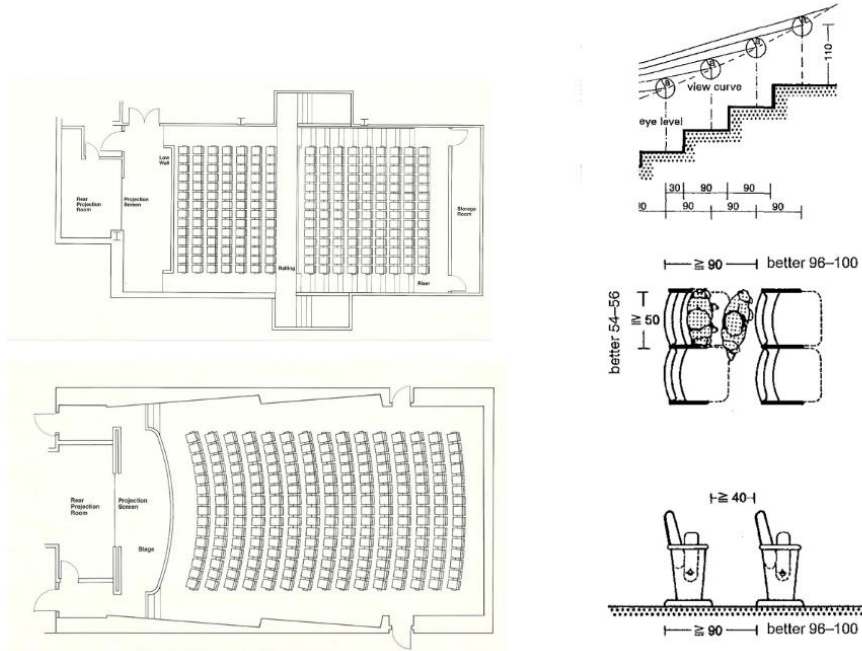 Low
Wall
Rear
Projection
Room
Projection
Screen
Storage
Room
Railing
Riser
Rear
Projection
Room
Projection
Screen
Stage
view curve
eye level
110
30 90 90
90 90 90
≧ 90 better 96–100
better 54–56
≧ 50
≧ 40
≧ 90 better 96–100